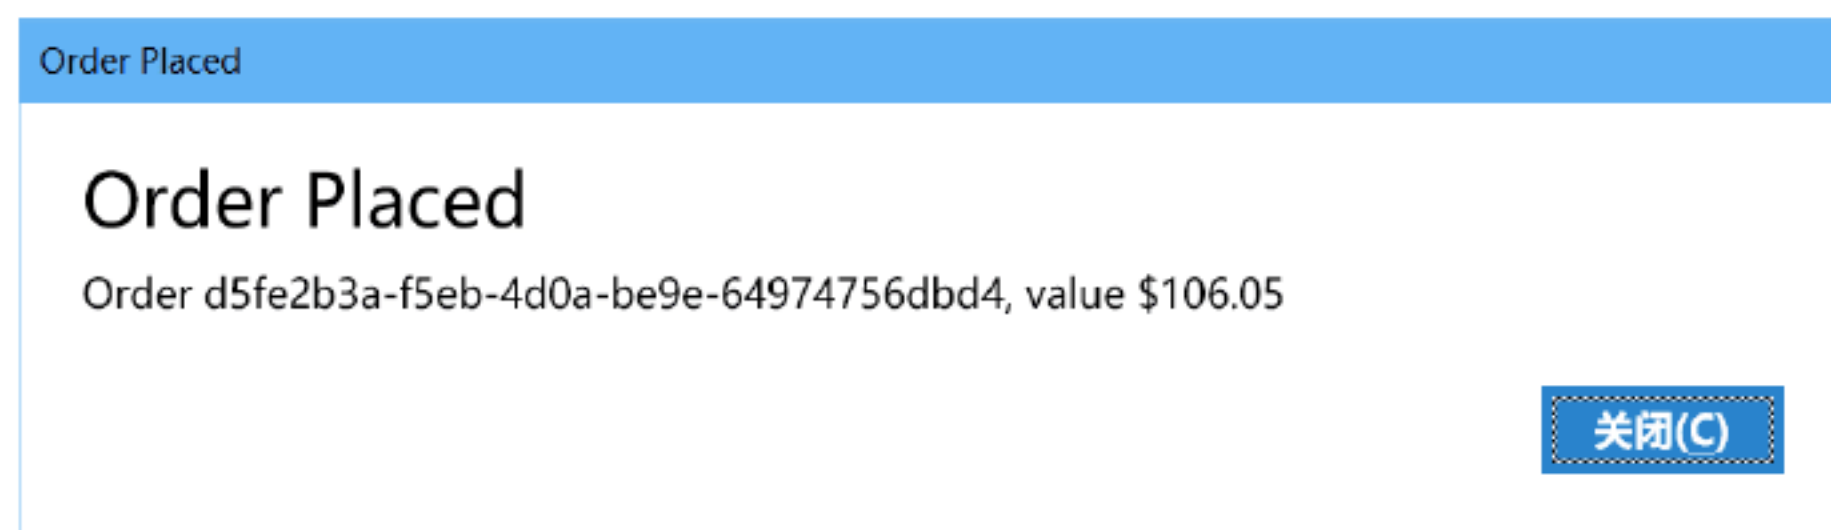 Order Placed
Order Placed
Order d5fe2b3a-f5eb-4d0a-be9e-64974756dbd4, value $106.05
关闭(C)